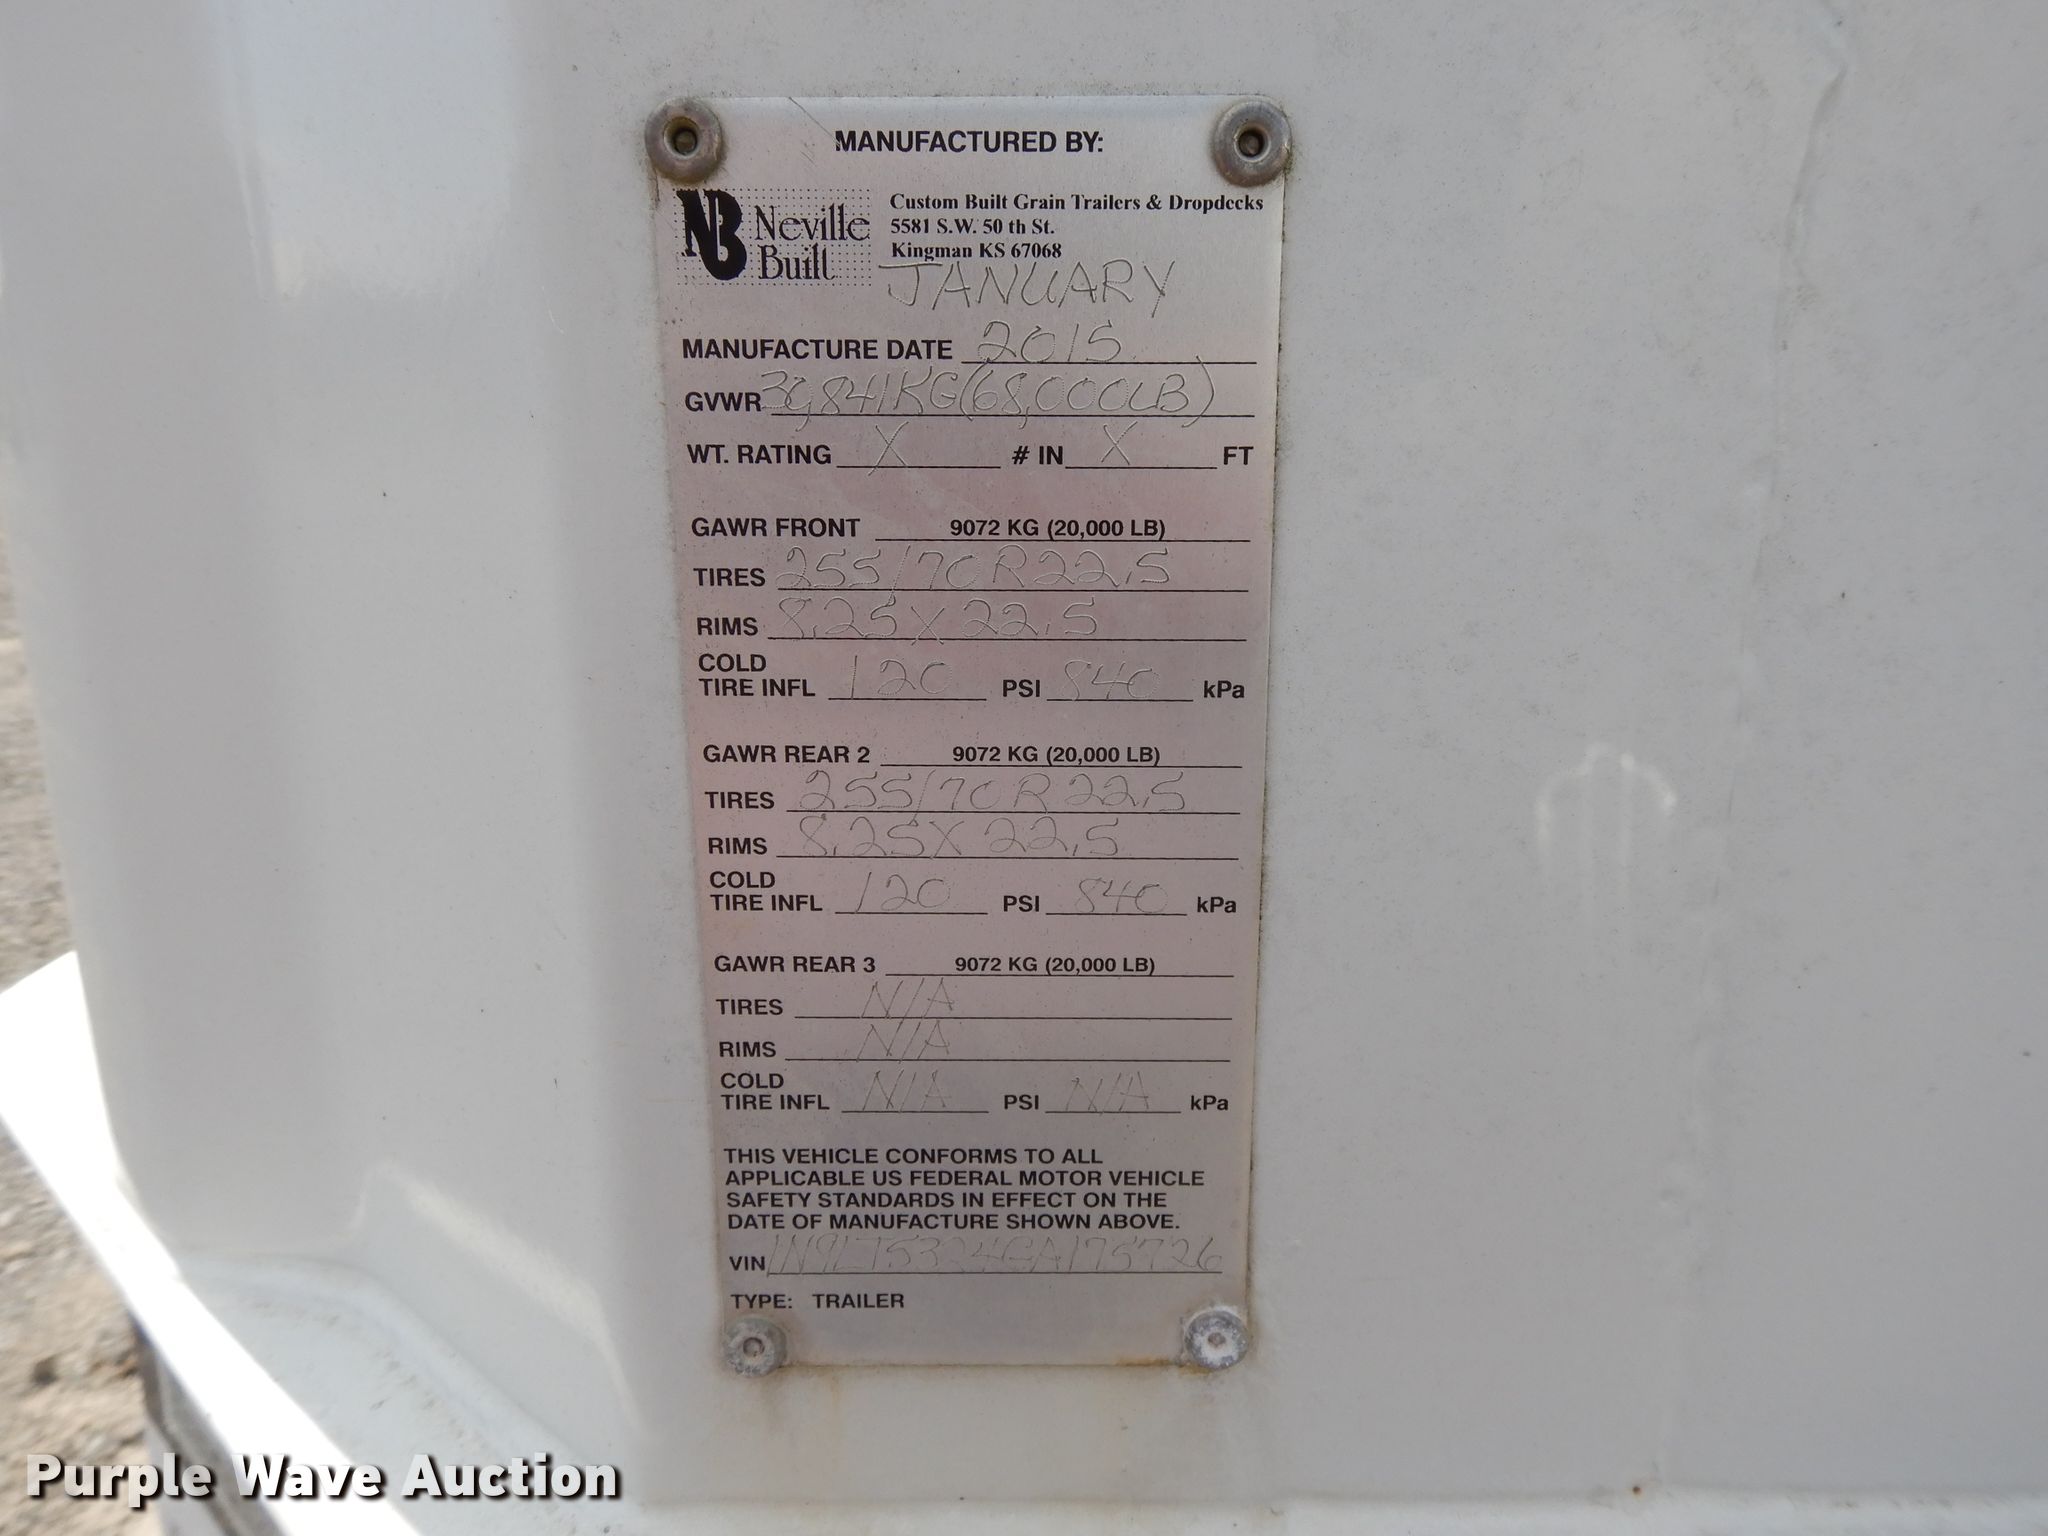 MANUFACTURED BY:
NB Neville Built
Custom Built Grain Trailers & Dropdecks
5581 S.W. 50 th St.
Kingman KS 67068
JANUARY
MANUFACTURE DATE 2015
GVWR 30,841KG(68,000LB)
WT. RATING X # IN X FT
GAWR FRONT 9072 KG (20,000 LB)
TIRES 255/70R22.5
RIMS 8.25X22.5
COLD
TIRE INFL 120 PSI 840 kPa
GAWR REAR 2 9072 KG (20,000 LB)
TIRES 255/70R22.5
RIMS 8.25X22.5
COLD
TIRE INFL 120 PSI 840 kPa
GAWR REAR 3 9072 KG (20,000 LB)
TIRES N/A
RIMS N/A
COLD
TIRE INFL N/A PSI N/A kPa
THIS VEHICLE CONFORMS TO ALL
APPLICABLE US FEDERAL MOTOR VEHICLE
SAFETY STANDARDS IN EFFECT ON THE
DATE OF MANUFACTURE SHOWN ABOVE.
VIN
TYPE: TRAILER
Purple Wave Auction